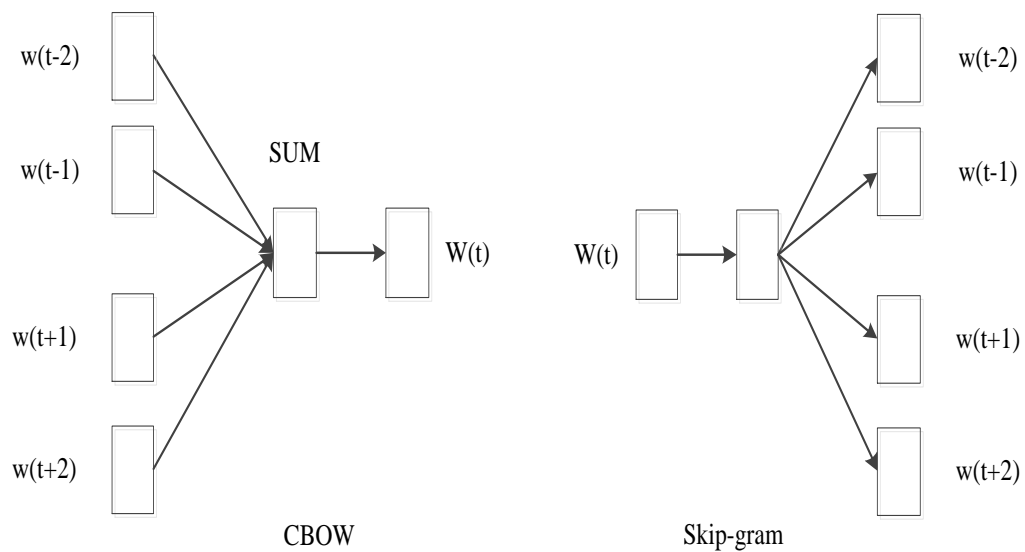 w(t-2)
w(t-1)
SUM
W(t)
w(t+1)
w(t+2)
CBOW
w(t-2)
w(t-1)
W(t)
w(t+1)
w(t+2)
Skip-gram